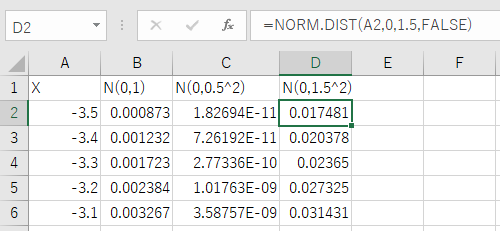 D2 fx =NORM.DIST(A2,0,1.5,FALSE)
A B C D E F
1 X N(0,1) N(0,0.5^2) N(0,1.5^2)
2 -3.5 0.000873 1.82694E-11 0.017481
3 -3.4 0.001232 7.26192E-11 0.020378
4 -3.3 0.001723 2.77336E-10 0.02365
5 -3.2 0.002384 1.01763E-09 0.027325
6 -3.1 0.003267 3.58757E-09 0.031431